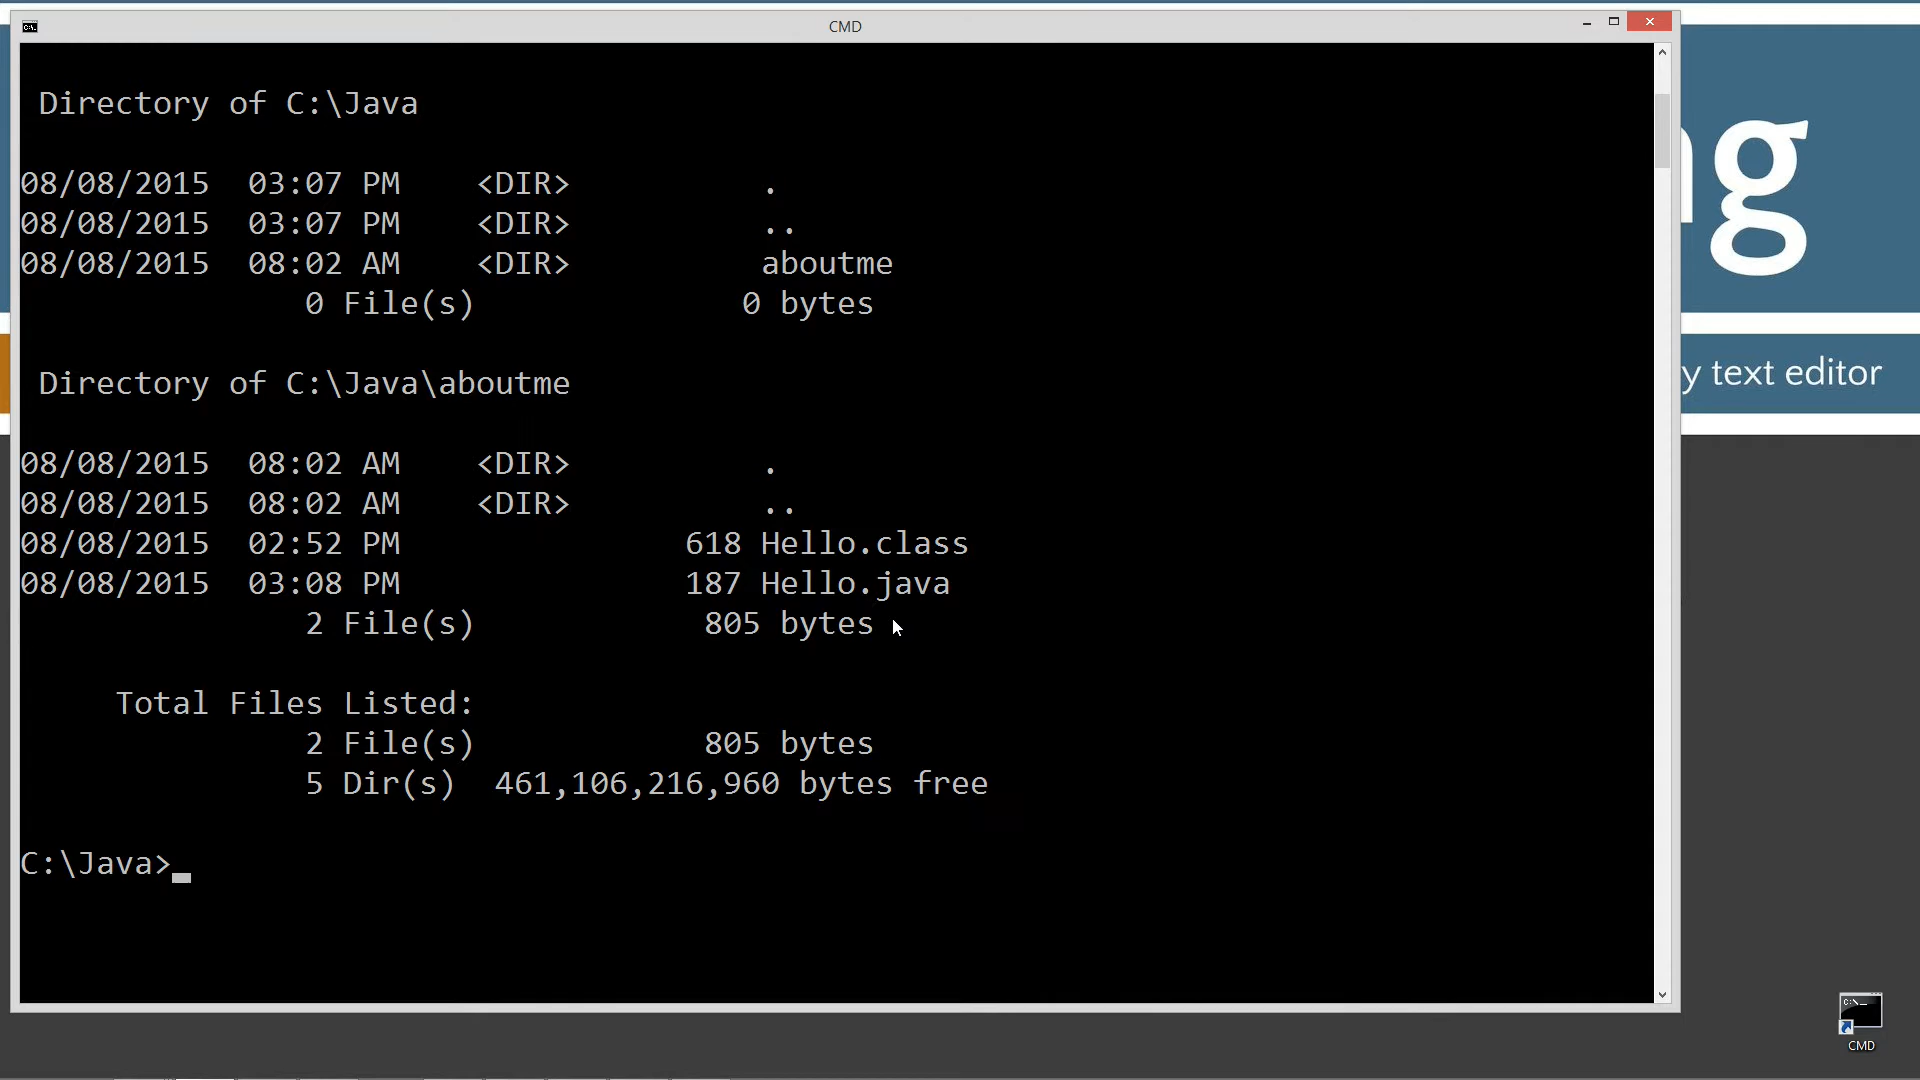 CMD
Directory of C:\Java
08/08/2015  03:07 PM    <DIR>          .
08/08/2015  03:07 PM    <DIR>          ..
08/08/2015  08:02 AM    <DIR>          aboutme
0 File(s)              0 bytes
Directory of C:\Java\aboutme
08/08/2015  08:02 AM    <DIR>          .
08/08/2015  08:02 AM    <DIR>          ..
08/08/2015  02:52 PM               618 Hello.class
08/08/2015  03:08 PM               187 Hello.java
2 File(s)            805 bytes
Total Files Listed:
2 File(s)            805 bytes
5 Dir(s)  461,106,216,960 bytes free
C:\Java>
g
y text editor
C:\._
CMD